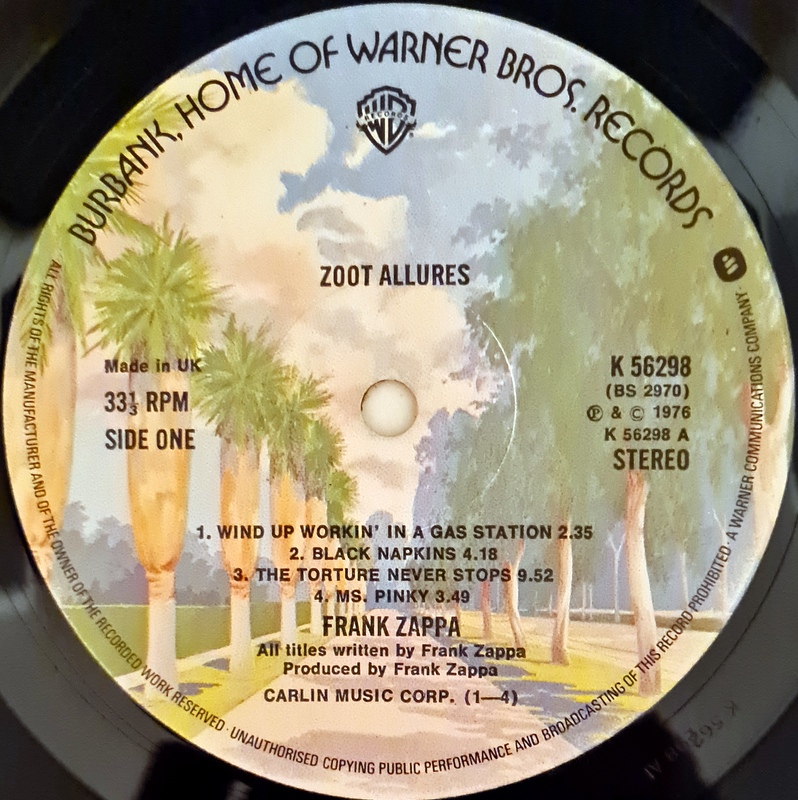 BURBANK, HOME OF WARNER BROS. RECORDS
RECORDS
ZOOT ALLURES
Made in UK
33⅓ RPM
SIDE ONE
K 56298
(BS 2970)
℗ & © 1976
K 56298 A
STEREO
1. WIND UP WORKIN' IN A GAS STATION 2.35
2. BLACK NAPKINS 4.18
3. THE TORTURE NEVER STOPS 9.52
4. MS. PINKY 3.49
FRANK ZAPPA
All titles written by Frank Zappa
Produced by Frank Zappa
CARLIN MUSIC CORP. (1—4)
ALL RIGHTS OF THE MANUFACTURER AND OF THE OWNER OF THE RECORDED WORK RESERVED · UNAUTHORISED COPYING PUBLIC PERFORMANCE AND BROADCASTING OF THIS RECORD PROHIBITED · A WARNER COMMUNICATIONS COMPANY ·